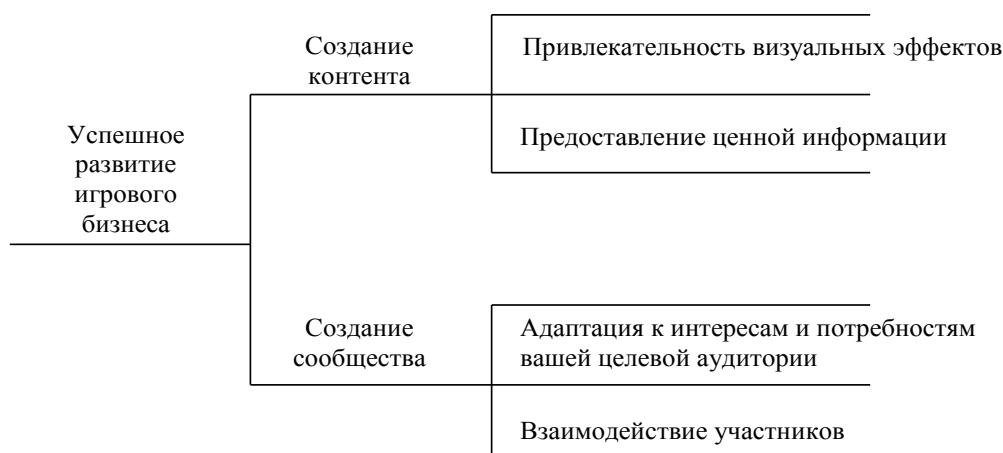 Создание
контента
Привлекательность визуальных эффектов
Предоставление ценной информации
Успешное
развитие
игрового
бизнеса
Создание
сообщества
Адаптация к интересам и потребностям
вашей целевой аудитории
Взаимодействие участников